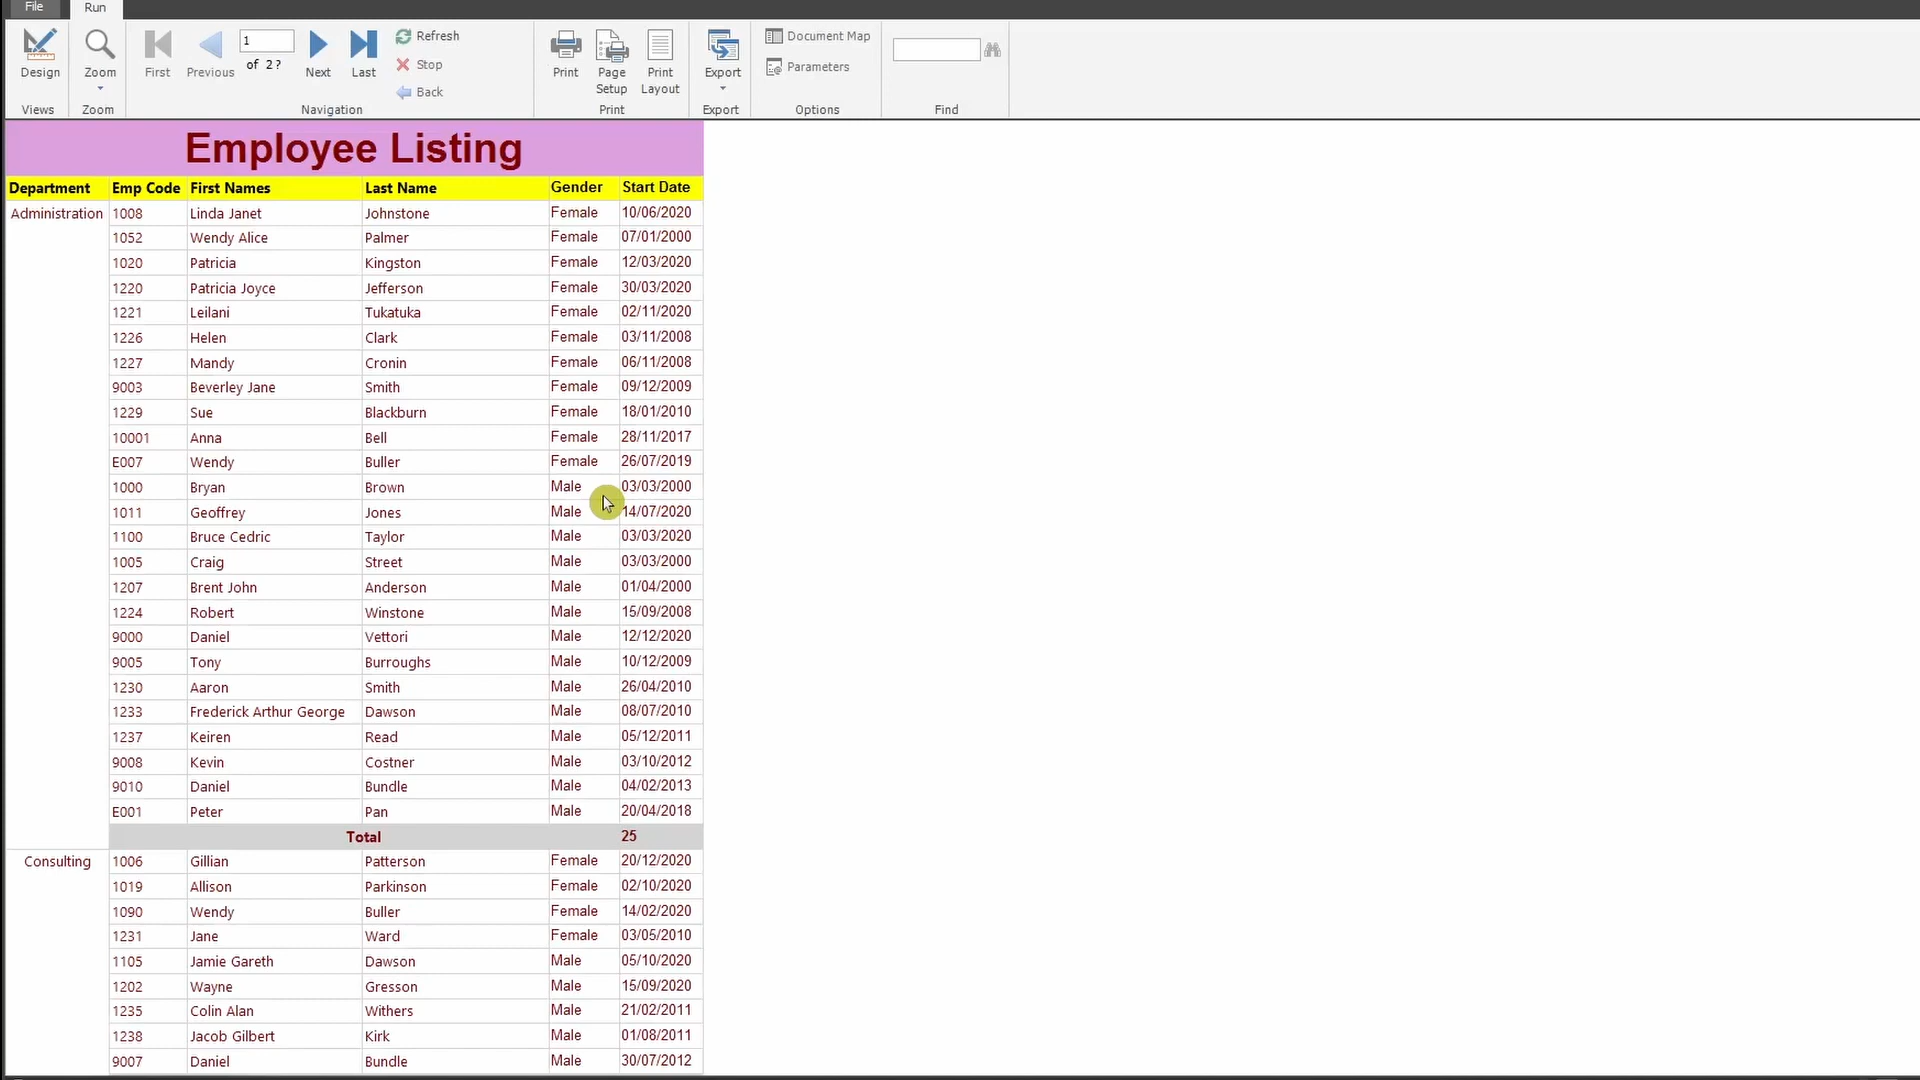 File Run
Design
Zoom
First
Previous
1
of 2 ?
Next
Last
Refresh
Stop
Back
Print
Page Setup
Print Layout
Export
Document Map
Parameters
Views Zoom Navigation Print Export Options Find
Employee Listing
Department Emp Code First Names Last Name Gender Start Date
Administration 1008 Linda Janet Johnstone Female 10/06/2020
1052 Wendy Alice Palmer Female 07/01/2000
1020 Patricia Kingston Female 12/03/2020
1220 Patricia Joyce Jefferson Female 30/03/2020
1221 Leilani Tukatuka Female 02/11/2020
1226 Helen Clark Female 03/11/2008
1227 Mandy Cronin Female 06/11/2008
9003 Beverley Jane Smith Female 09/12/2009
1229 Sue Blackburn Female 18/01/2010
10001 Anna Bell Female 28/11/2017
E007 Wendy Buller Female 26/07/2019
1000 Bryan Brown Male 03/03/2000
1011 Geoffrey Jones Male 14/07/2020
1100 Bruce Cedric Taylor Male 03/03/2020
1005 Craig Street Male 03/03/2000
1207 Brent John Anderson Male 01/04/2000
1224 Robert Winstone Male 15/09/2008
9000 Daniel Vettori Male 12/12/2020
9005 Tony Burroughs Male 10/12/2009
1230 Aaron Smith Male 26/04/2010
1233 Frederick Arthur George Dawson Male 08/07/2010
1237 Keiren Read Male 05/12/2011
9008 Kevin Costner Male 03/10/2012
9010 Daniel Bundle Male 04/02/2013
E001 Peter Pan Male 20/04/2018
Total 25
Consulting 1006 Gillian Patterson Female 20/12/2020
1019 Allison Parkinson Female 02/10/2020
1090 Wendy Buller Female 14/02/2020
1231 Jane Ward Female 03/05/2010
1105 Jamie Gareth Dawson Male 05/10/2020
1202 Wayne Gresson Male 15/09/2020
1235 Colin Alan Withers Male 21/02/2011
1238 Jacob Gilbert Kirk Male 01/08/2011
9007 Daniel Bundle Male 30/07/2012